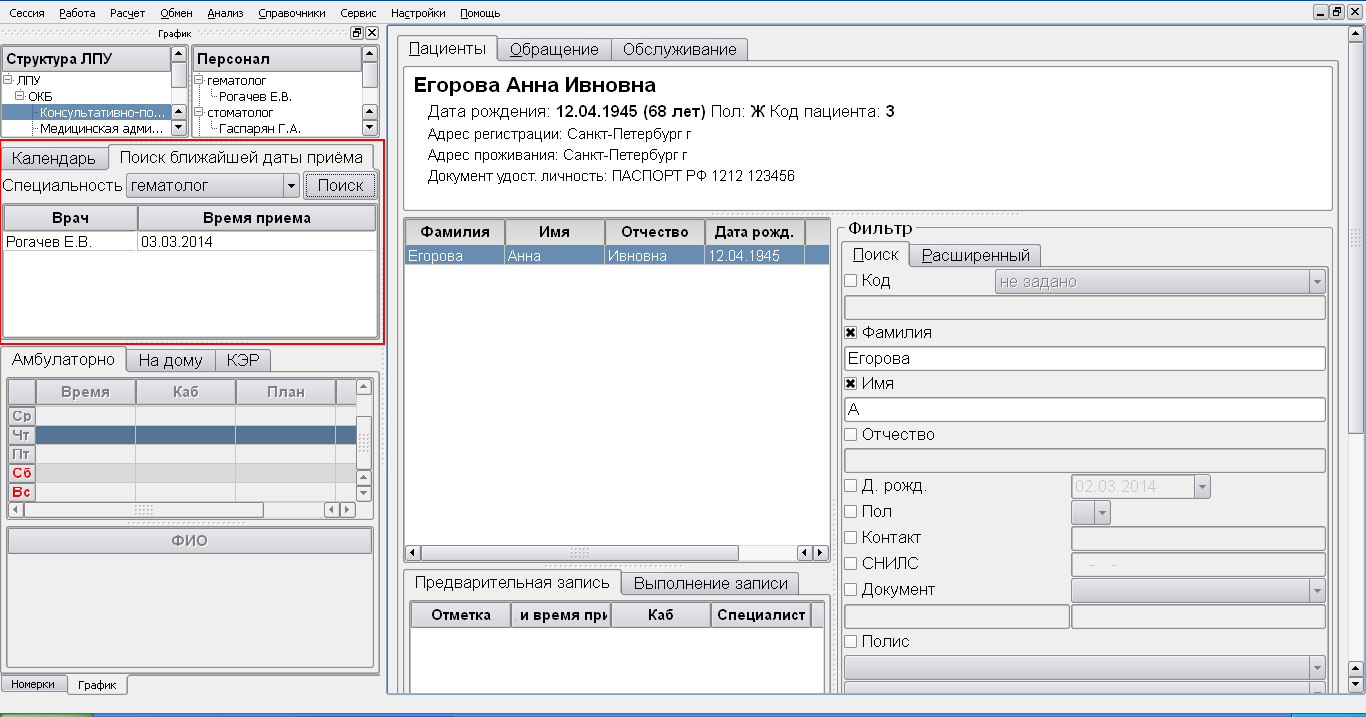 Сессия Работа Расчет Обмен Анализ Справочники Сервис Настройки Помощь
График
Структура ЛПУ
ЛПУ
ОКБ
Консультативно-по...
Медицинская адми...
Персонал
гематолог
Рогачев Е.В.
стоматолог
Гаспарян Г.А.
Календарь Поиск ближайшей даты приёма
Специальность гематолог Поиск
Врач Время приема
Рогачев Е.В. 03.03.2014
Амбулаторно На дому КЭР
Время Каб План
Ср
Чт
Пт
Сб
Вс
ФИО
Номерки График
Пациенты Обращение Обслуживание
Егорова Анна Ивновна
Дата рождения: 12.04.1945 (68 лет) Пол: Ж Код пациента: 3
Адрес регистрации: Санкт-Петербург г
Адрес проживания: Санкт-Петербург г
Документ удост. личность: ПАСПОРТ РФ 1212 123456
Фамилия Имя Отчество Дата рожд.
Егорова Анна Ивновна 12.04.1945
Предварительная запись Выполнение записи
Отметка и время при Каб Специалист
Фильтр
Поиск Расширенный
Код не задано
Фамилия
Егорова
Имя
А
Отчество
Д. рожд. 02.03.2014
Пол
Контакт
СНИЛС - -
Документ
Полис